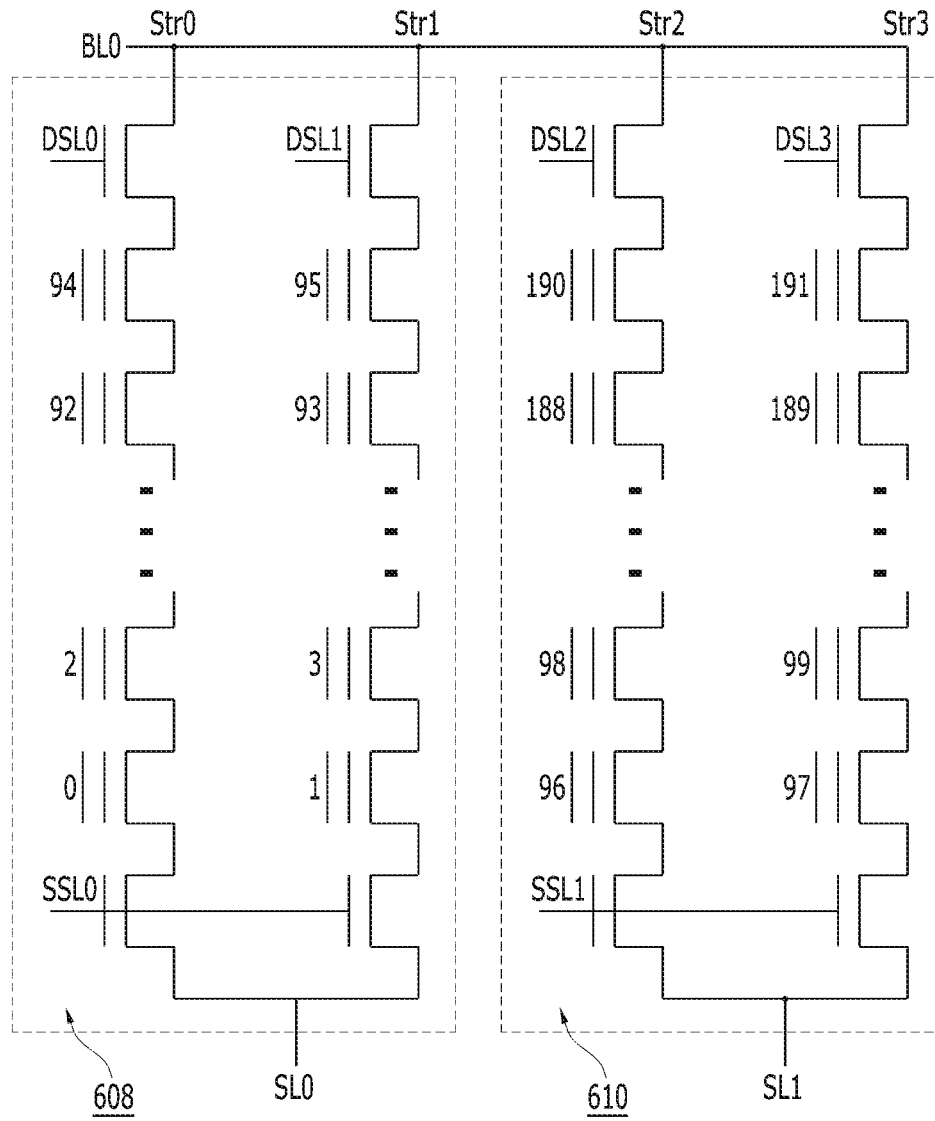 Str0 Str1 Str2 Str3
BL0
DSL0 DSL1 DSL2 DSL3
94 95 190 191
92 93 188 189
2 3 98 99
0 1 96 97
SSL0 SSL1
608 SL0 610 SL1